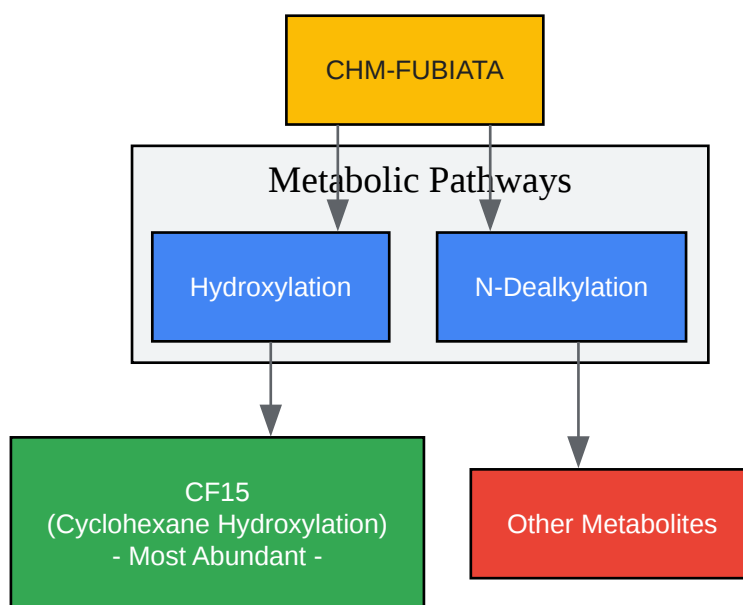 CHM-FUBIATA
Metabolic Pathways
Hydroxylation
N-Dealkylation
CF15
(Cyclohexane Hydroxylation)
- Most Abundant -
Other Metabolites